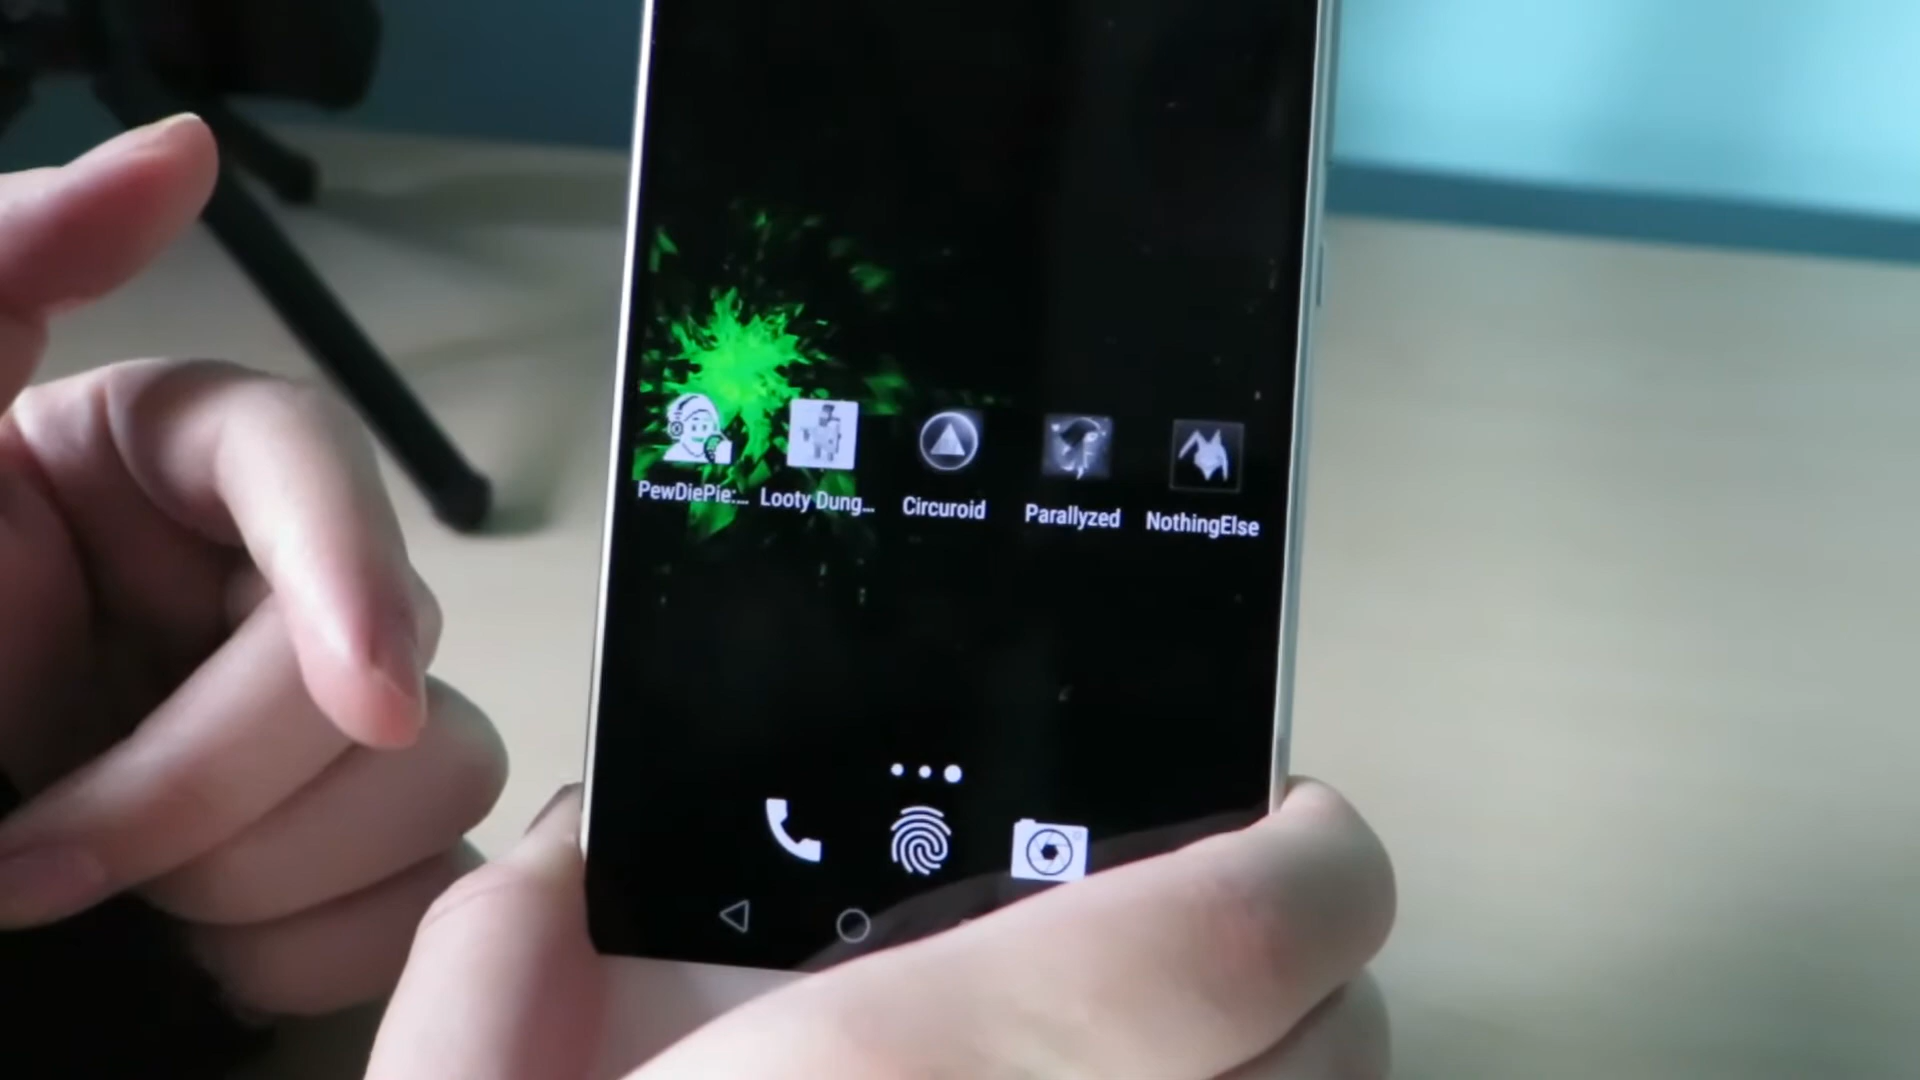 PewDiePie:...
Looty Dung...
Circuroid
Parallyzed
NothingElse